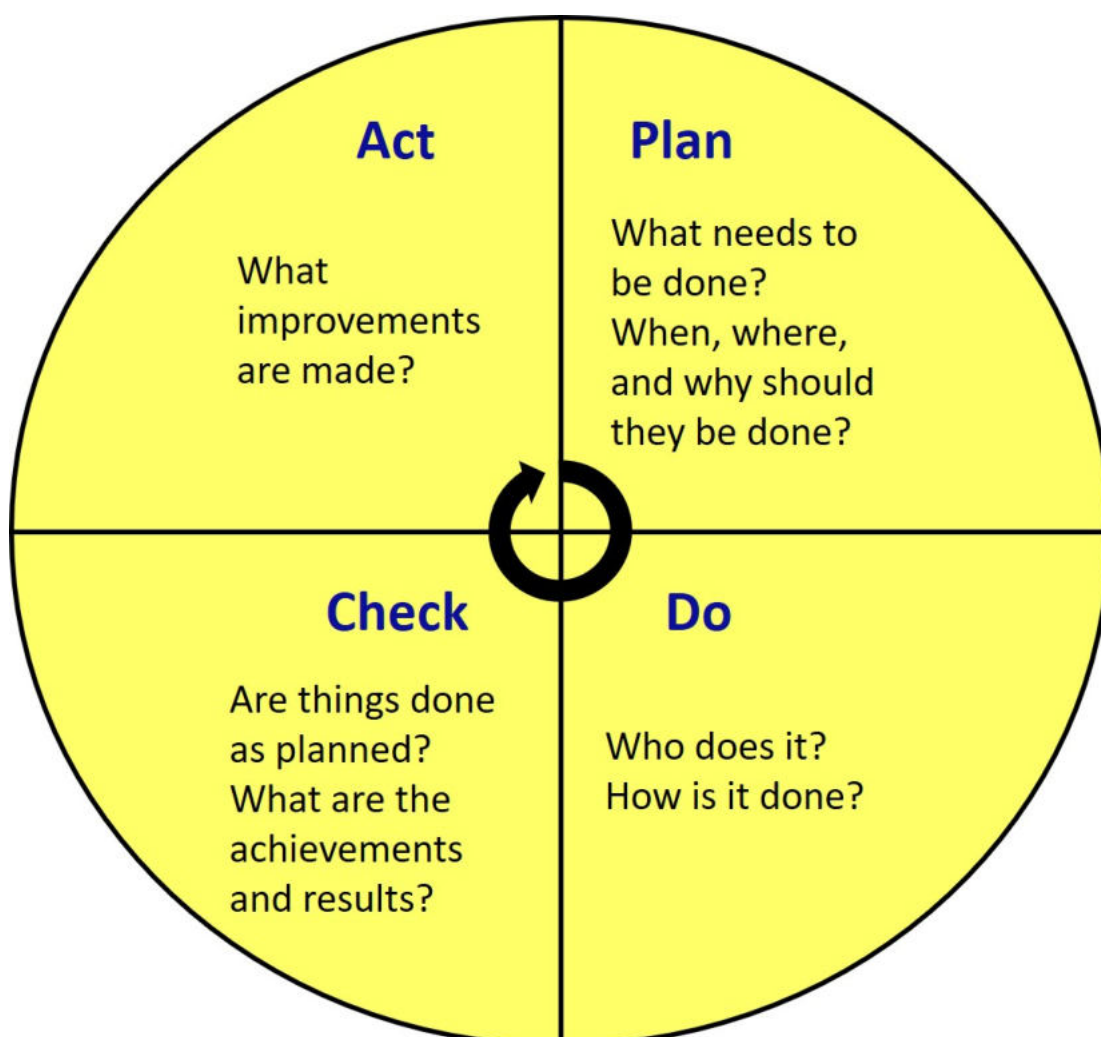 Act
What
improvements
are made?
Plan
What needs to
be done?
When, where,
and why should
they be done?
Check
Are things done
as planned?
What are the
achievements
and results?
Do
Who does it?
How is it done?